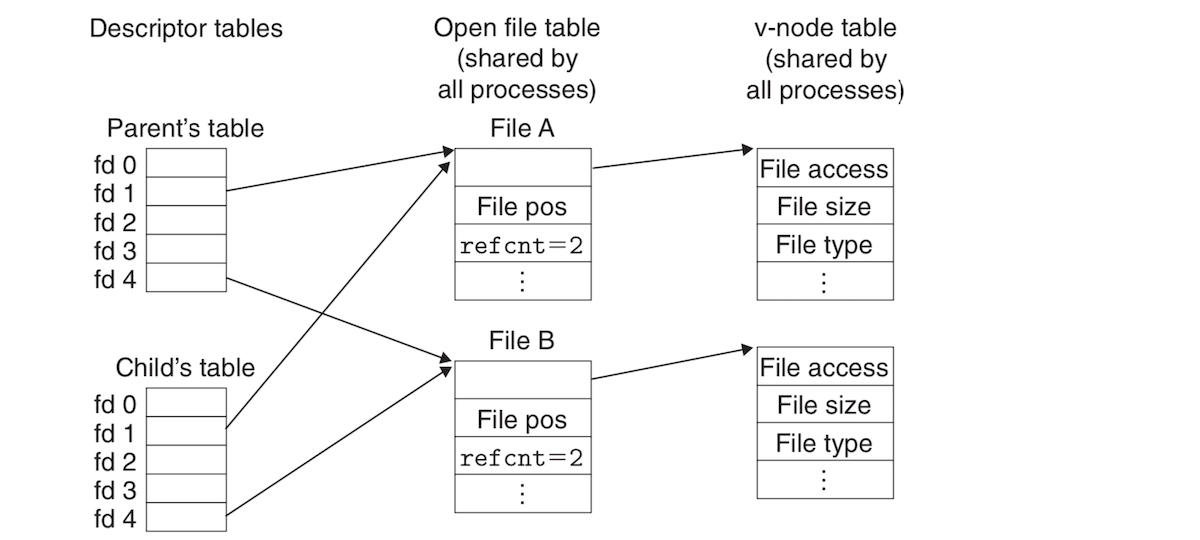 Descriptor tables
Open file table
(shared by
all processes)
v-node table
(shared by
all processes)
Parent’s table
fd 0
fd 1
fd 2
fd 3
fd 4
File A
File pos
refcnt=2
⋮
File access
File size
File type
⋮
Child’s table
fd 0
fd 1
fd 2
fd 3
fd 4
File B
File pos
refcnt=2
⋮
File access
File size
File type
⋮